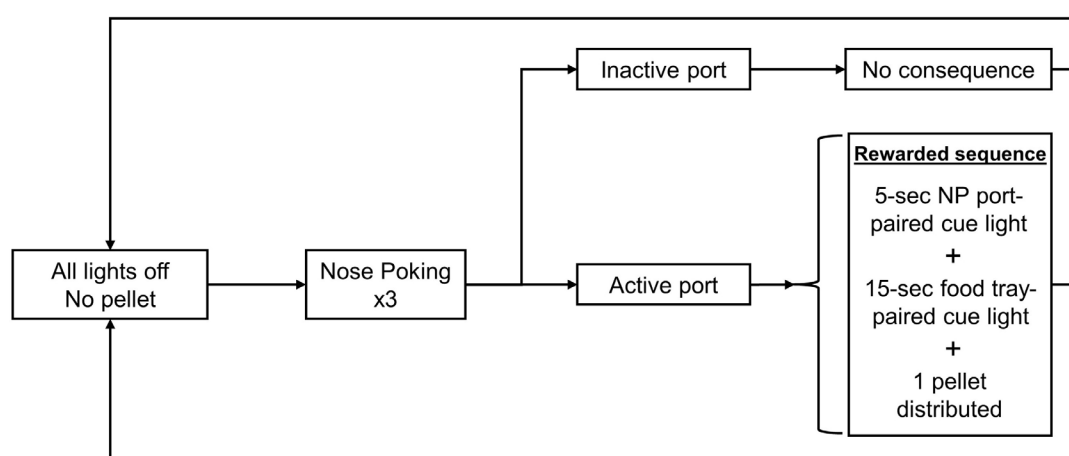 All lights off
No pellet
Nose Poking
x3
Inactive port
No consequence
Active port
Rewarded sequence
5-sec NP port-
paired cue light
+
15-sec food tray-
paired cue light
+
1 pellet
distributed